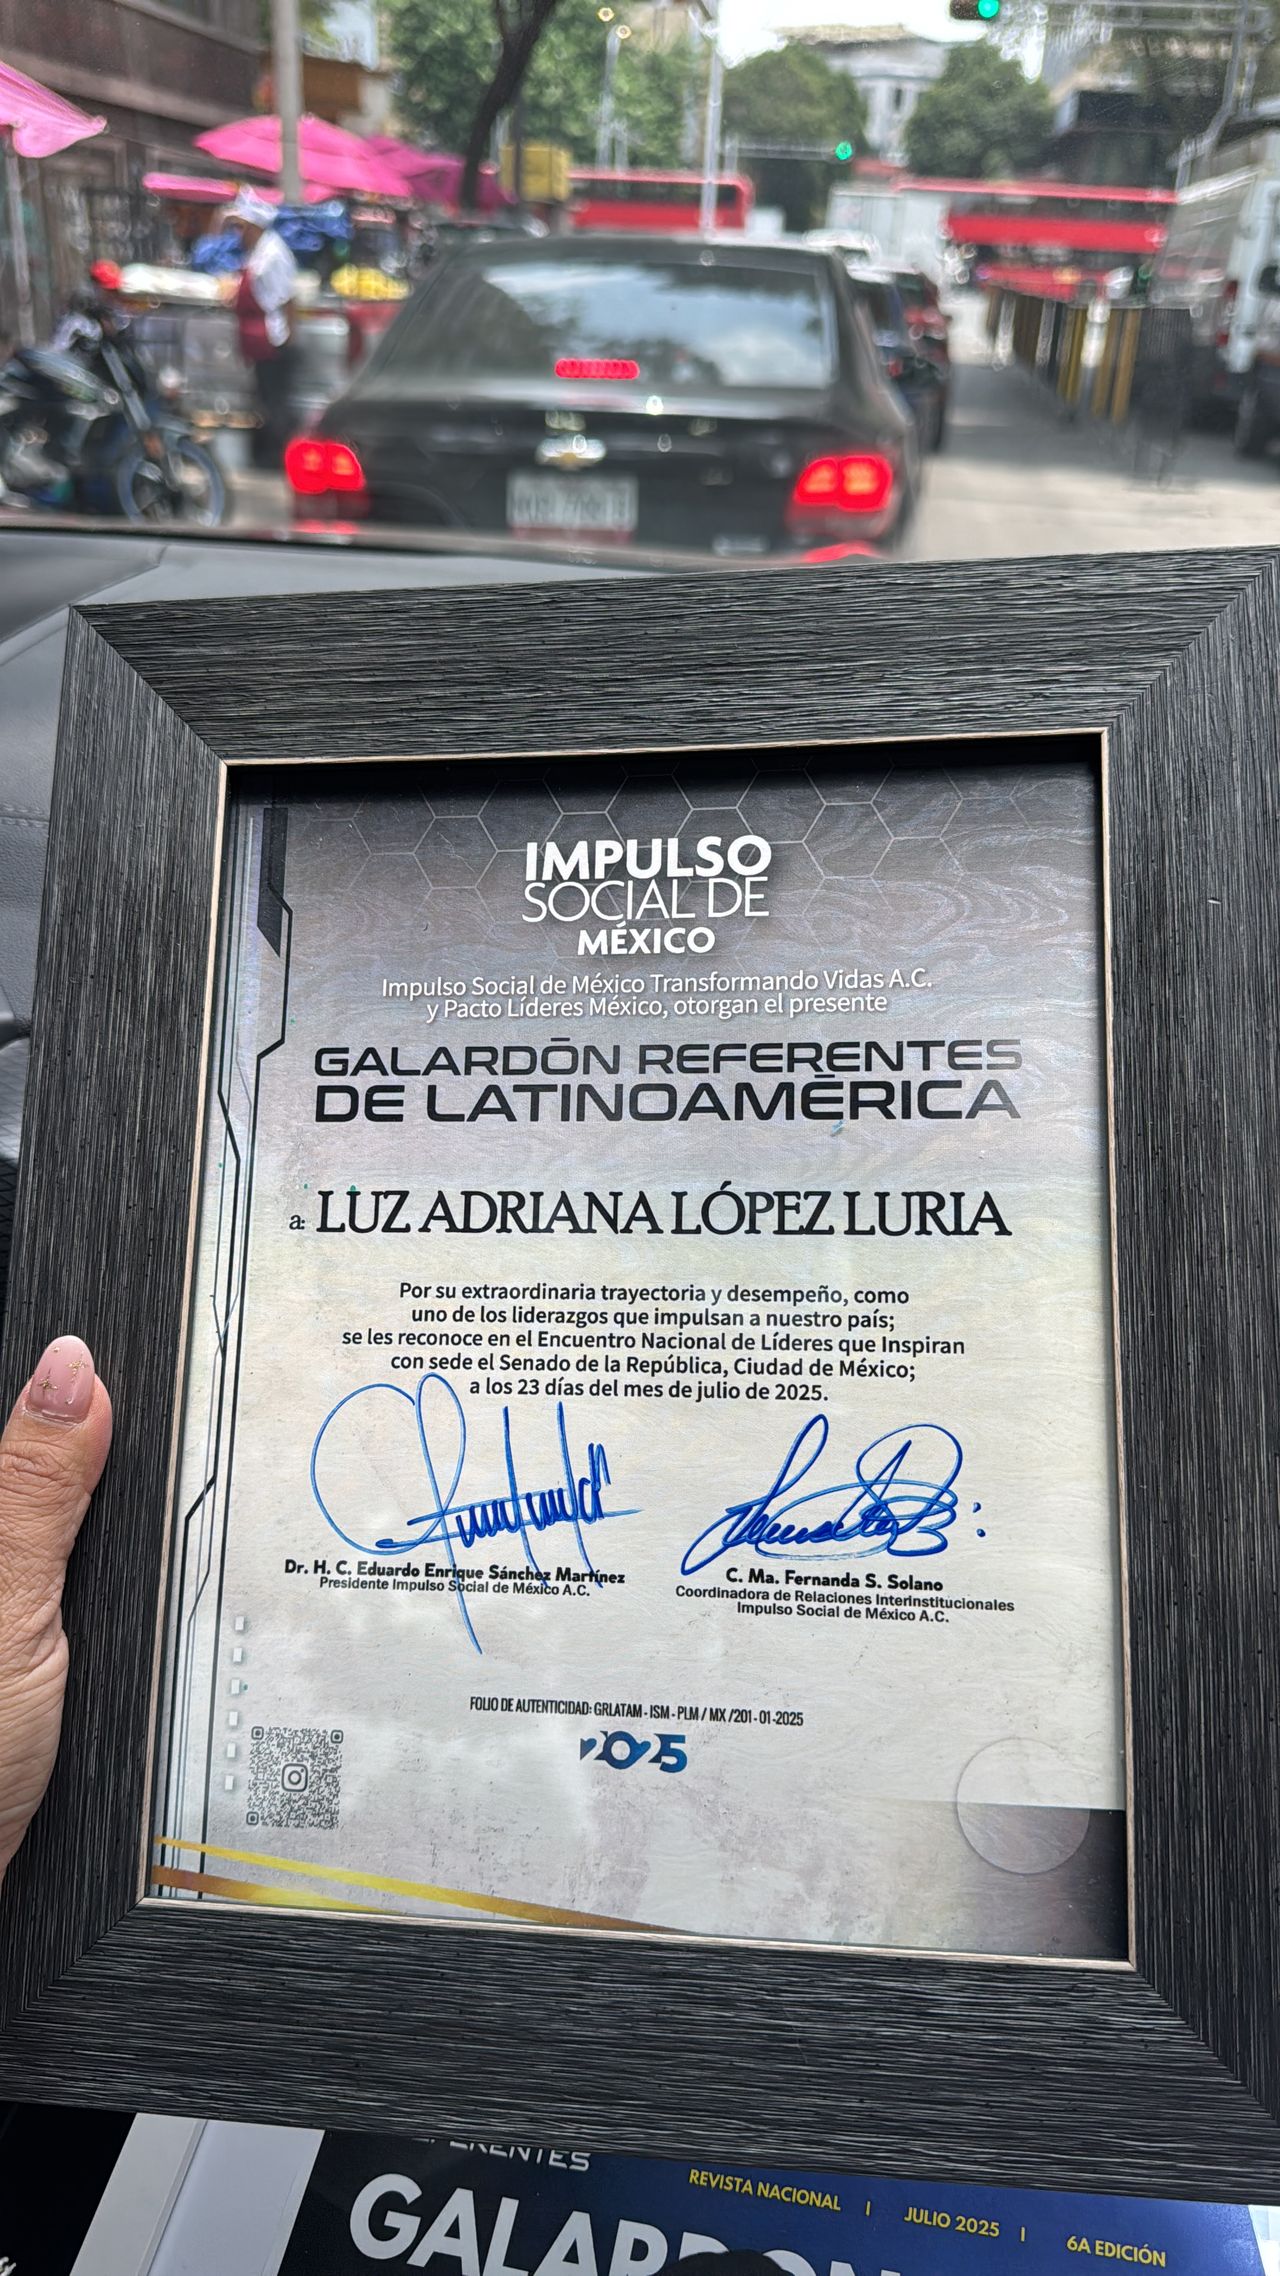 IMPULSO
SOCIAL DE
MÉXICO
Impulso Social de México Transformando Vidas A.C.
y Pacto Líderes México, otorgan el presente
GALARDÓN REFERENTES
DE LATINOAMÉRICA
a: LUZ ADRIANA LÓPEZ LURIA
Por su extraordinaria trayectoria y desempeño, como
uno de los liderazgos que impulsan a nuestro país;
se les reconoce en el Encuentro Nacional de Líderes que Inspiran
con sede el Senado de la República, Ciudad de México;
a los 23 días del mes de julio de 2025.
Dr. H. C. Eduardo Enrique Sánchez Martínez
Presidente Impulso Social de México A.C.
C. Ma. Fernanda S. Solano
Coordinadora de Relaciones Interinstitucionales
Impulso Social de México A.C.
FOLIO DE AUTENTICIDAD: GRLATAM - ISM - PLM / MX /201 - 01 -2025
2025
REVISTA NACIONAL | JULIO 2025 | 6A EDICIÓN